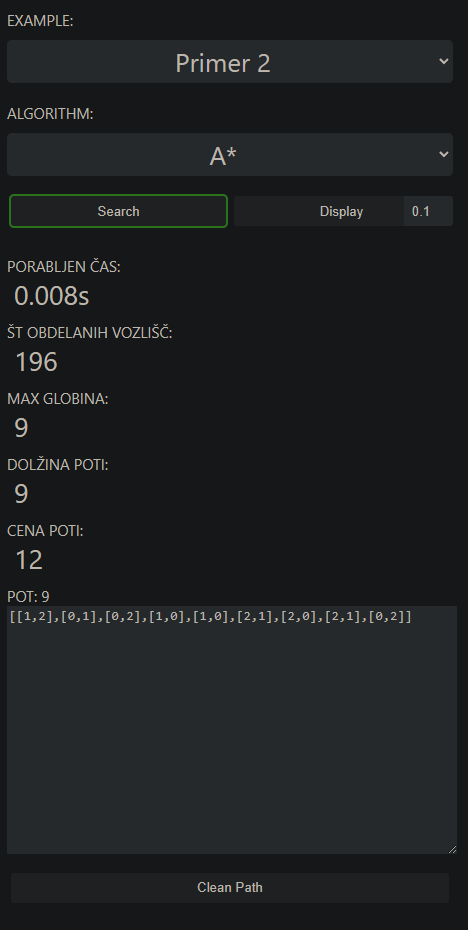 EXAMPLE:
Primer 2
ALGORITHM:
A*
Search Display 0.1
PORABLJEN ČAS:
0.008s
ŠT OBDELANIH VOZLIŠČ:
196
MAX GLOBINA:
9
DOLŽINA POTI:
9
CENA POTI:
12
POT: 9
[[1,2],[0,1],[0,2],[1,0],[1,0],[2,1],[2,0],[2,1],[0,2]]
Clean Path